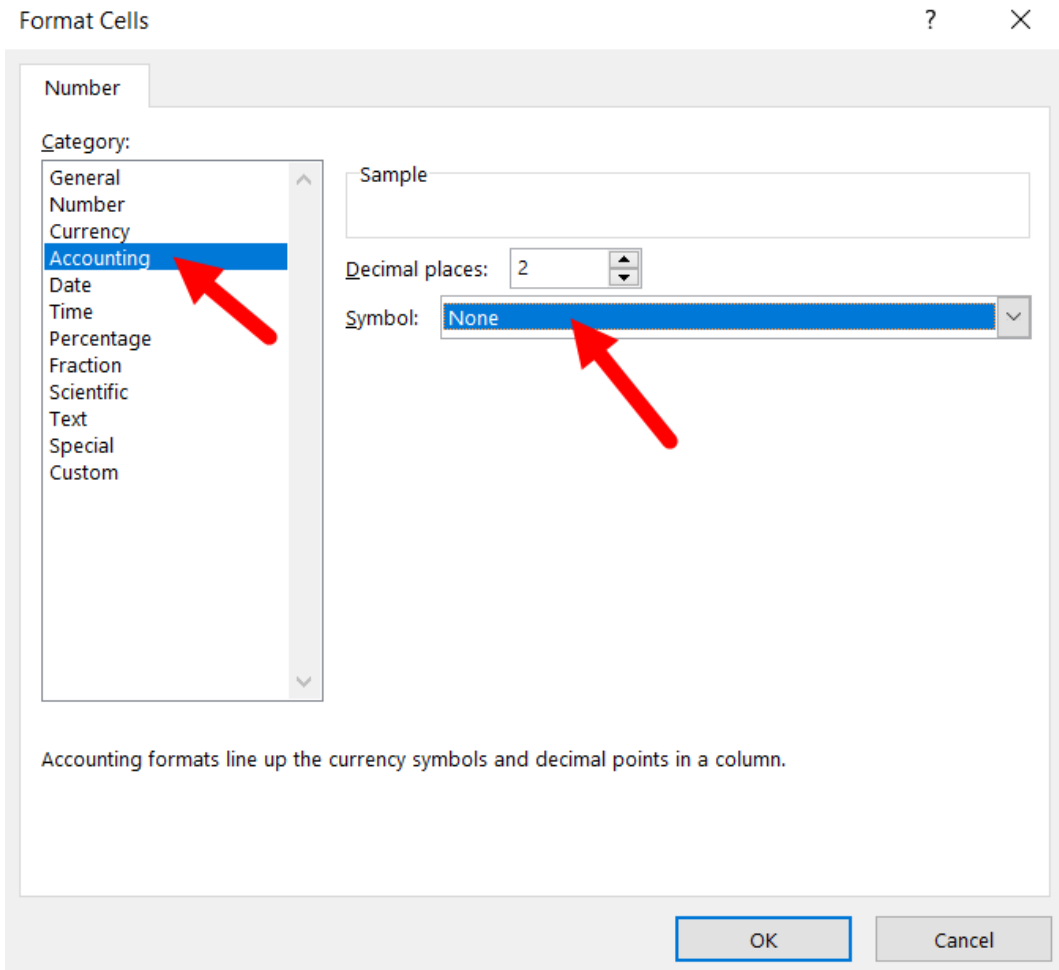 Format Cells
?
Number
Category:
General
Number
Currency
Accounting
Date
Time
Percentage
Fraction
Scientific
Text
Special
Custom
Sample
Decimal places: 2
Symbol: None
Accounting formats line up the currency symbols and decimal points in a column.
OK
Cancel